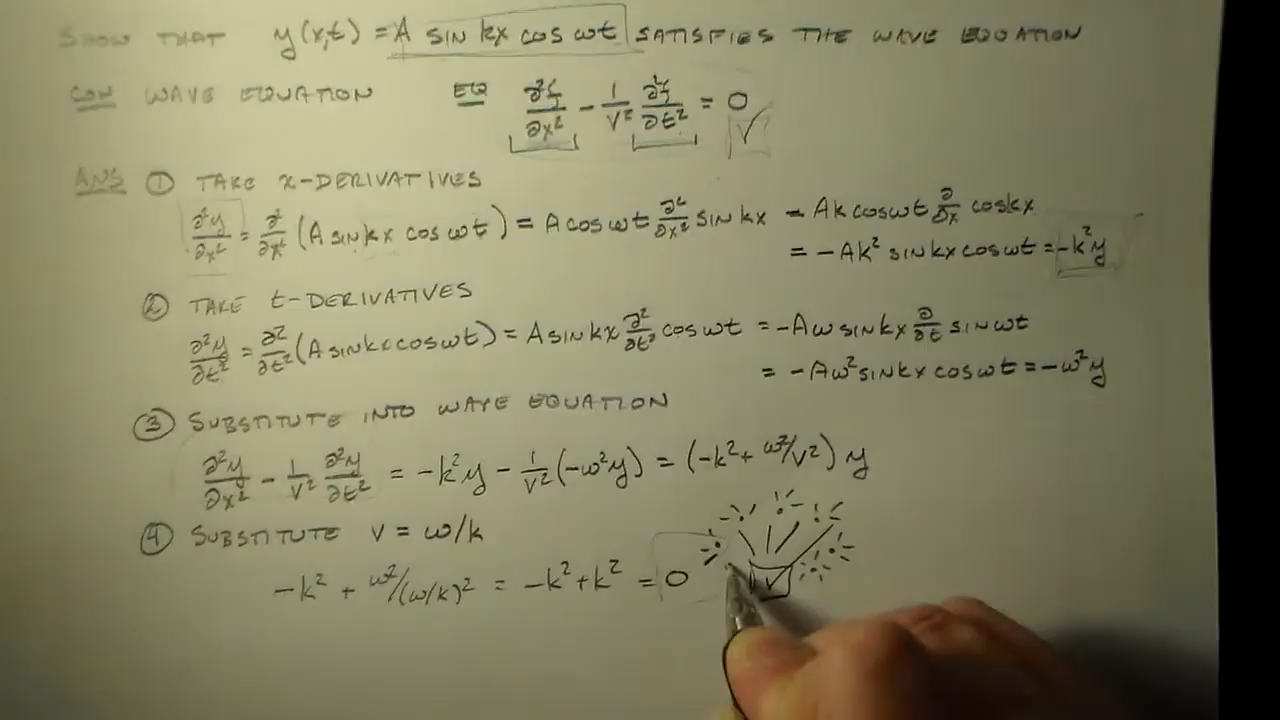 SHOW THAT y(x,t) = A sin kx cos ωt SATISFIES THE WAVE EQUATION
CON WAVE EQUATION EQ ∂²y/∂x² - 1/v² ∂²y/∂t² = 0 ✓
ANS ① TAKE x-DERIVATIVES
∂²y/∂x² = ∂²/∂x² (A sin kx cos ωt) = A cos ωt ∂²/∂x² sin kx = Ak cos ωt ∂/∂x cos kx
= -Ak² sin kx cos ωt = -k²y
② TAKE t-DERIVATIVES
∂²y/∂t² = ∂²/∂t² (A sin kx cos ωt) = A sin kx ∂²/∂t² cos ωt = -Aω sin kx ∂/∂t sin ωt
= -Aω² sin kx cos ωt = -ω²y
③ SUBSTITUTE INTO WAVE EQUATION
∂²y/∂x² - 1/v² ∂²y/∂t² = -k²y - 1/v² (-ω²y) = (-k² + ω²/v²) y
④ SUBSTITUTE v = ω/k
-k² + ω²/(ω/k)² = -k² + k² = 0 ✓